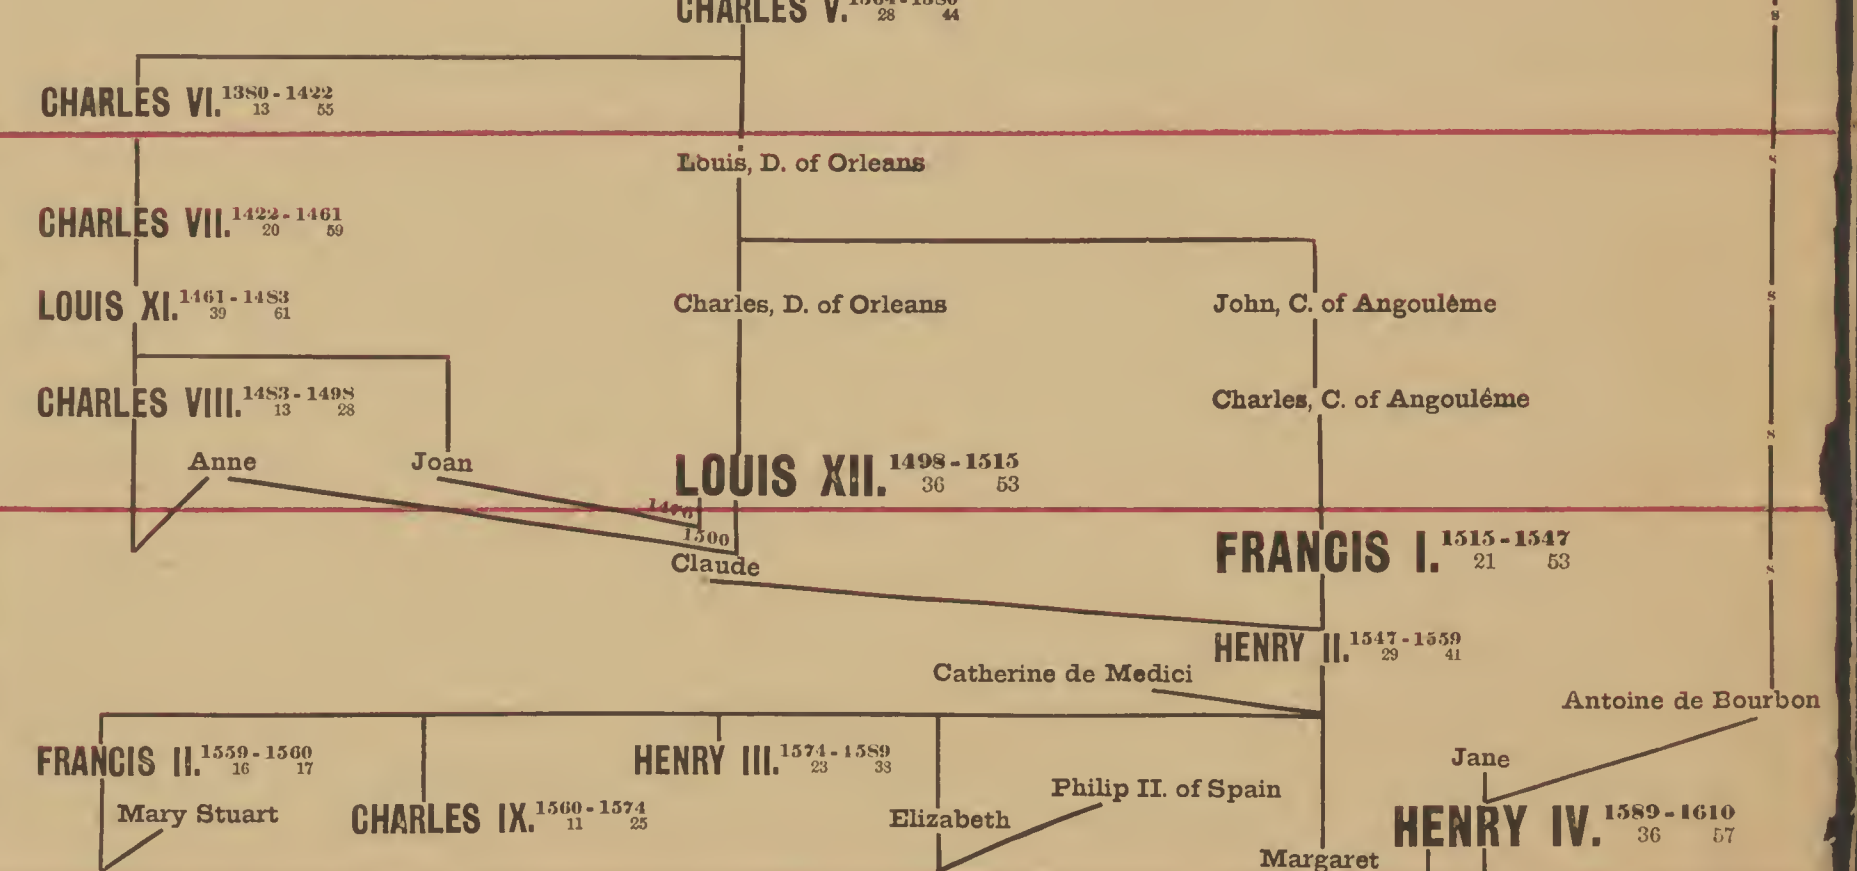 CHARLES V.
28 44
CHARLES VI. 1380-1422
13 55
Louis, D. of Orleans
CHARLES VII. 1422-1461
20 59
LOUIS XI. 1461-1483
39 61
Charles, D. of Orleans
John, C. of Angoulême
CHARLES VIII. 1483-1498
13 28
Charles, C. of Angoulême
Anne
Joan
LOUIS XII. 1498-1515
36 53
1476
1500
Claude
FRANCIS I. 1515-1547
21 53
HENRY II. 1547-1559
29 41
Catherine de Medici
Antoine de Bourbon
FRANCIS II. 1559-1560
16 17
HENRY III. 1574-1589
23 38
Jane
Philip II. of Spain
Mary Stuart
CHARLES IX. 1560-1574
11 25
Elizabeth
HENRY IV. 1589-1610
36 57
Margaret